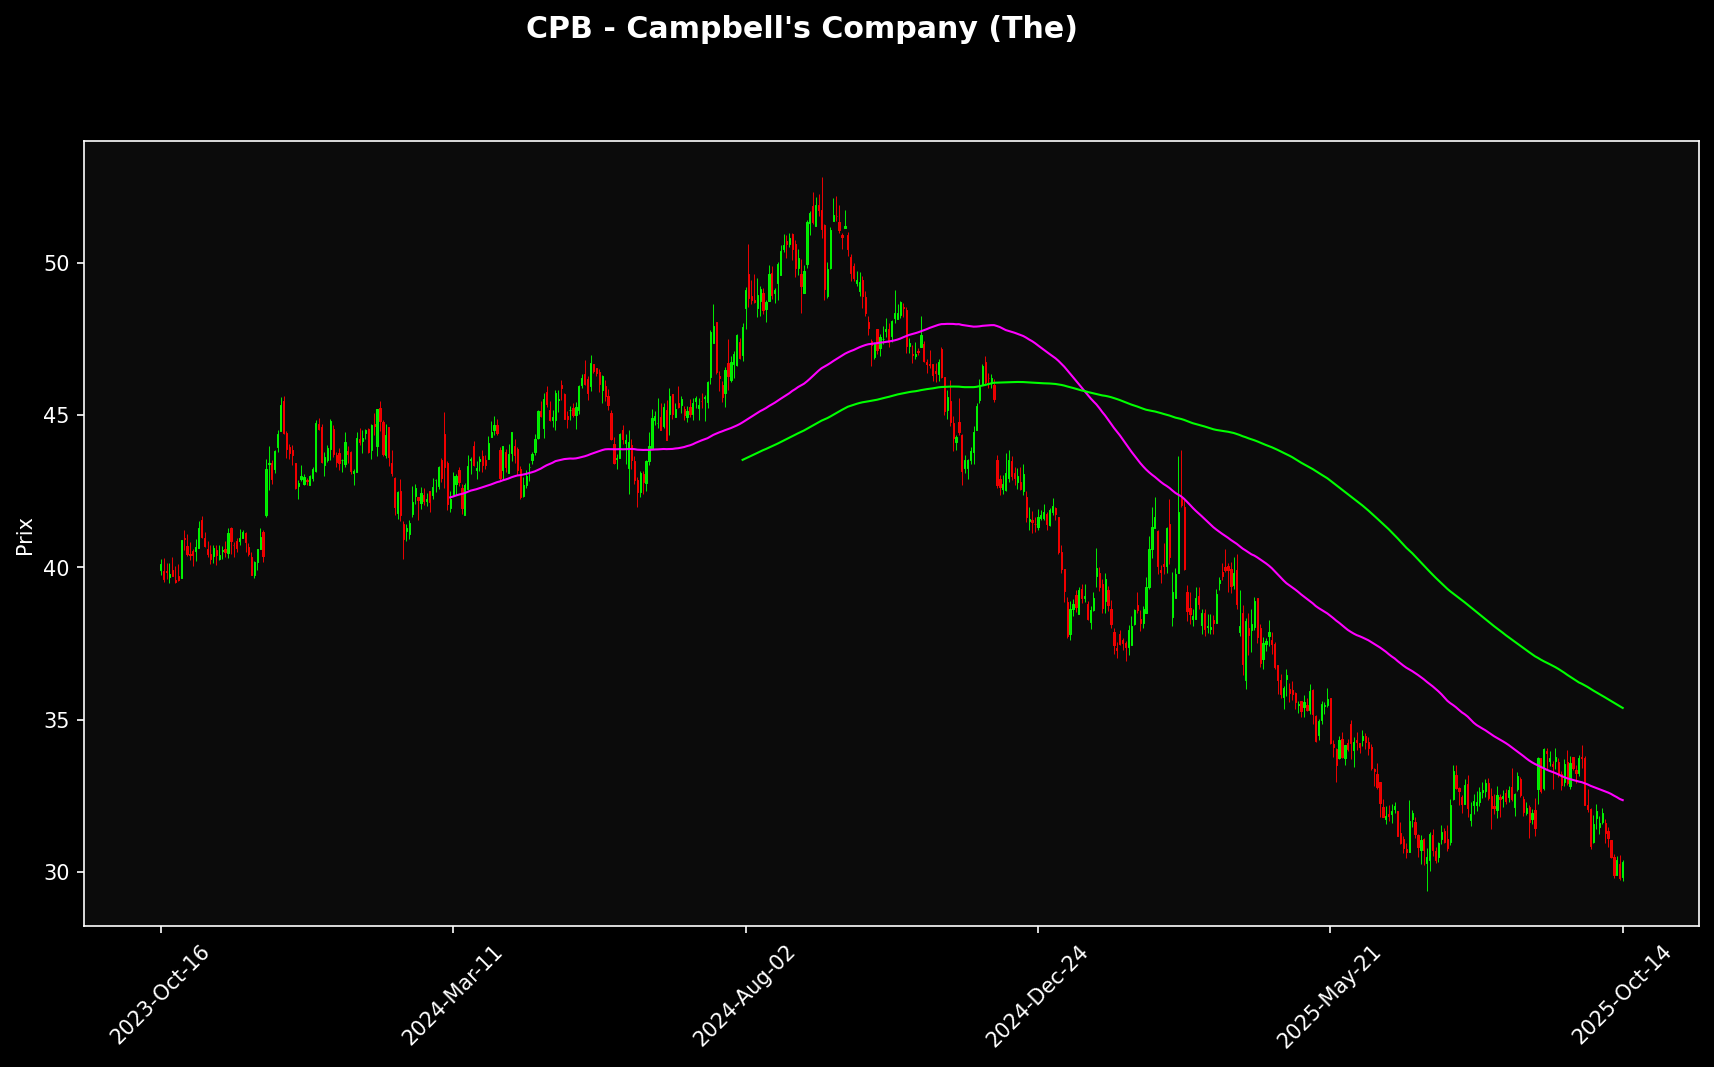 CPB - Campbell's Company (The)
Prix
50
45
40
35
30
2023-Oct-16
2024-Mar-11
2024-Aug-02
2024-Dec-24
2025-May-21
2025-Oct-14